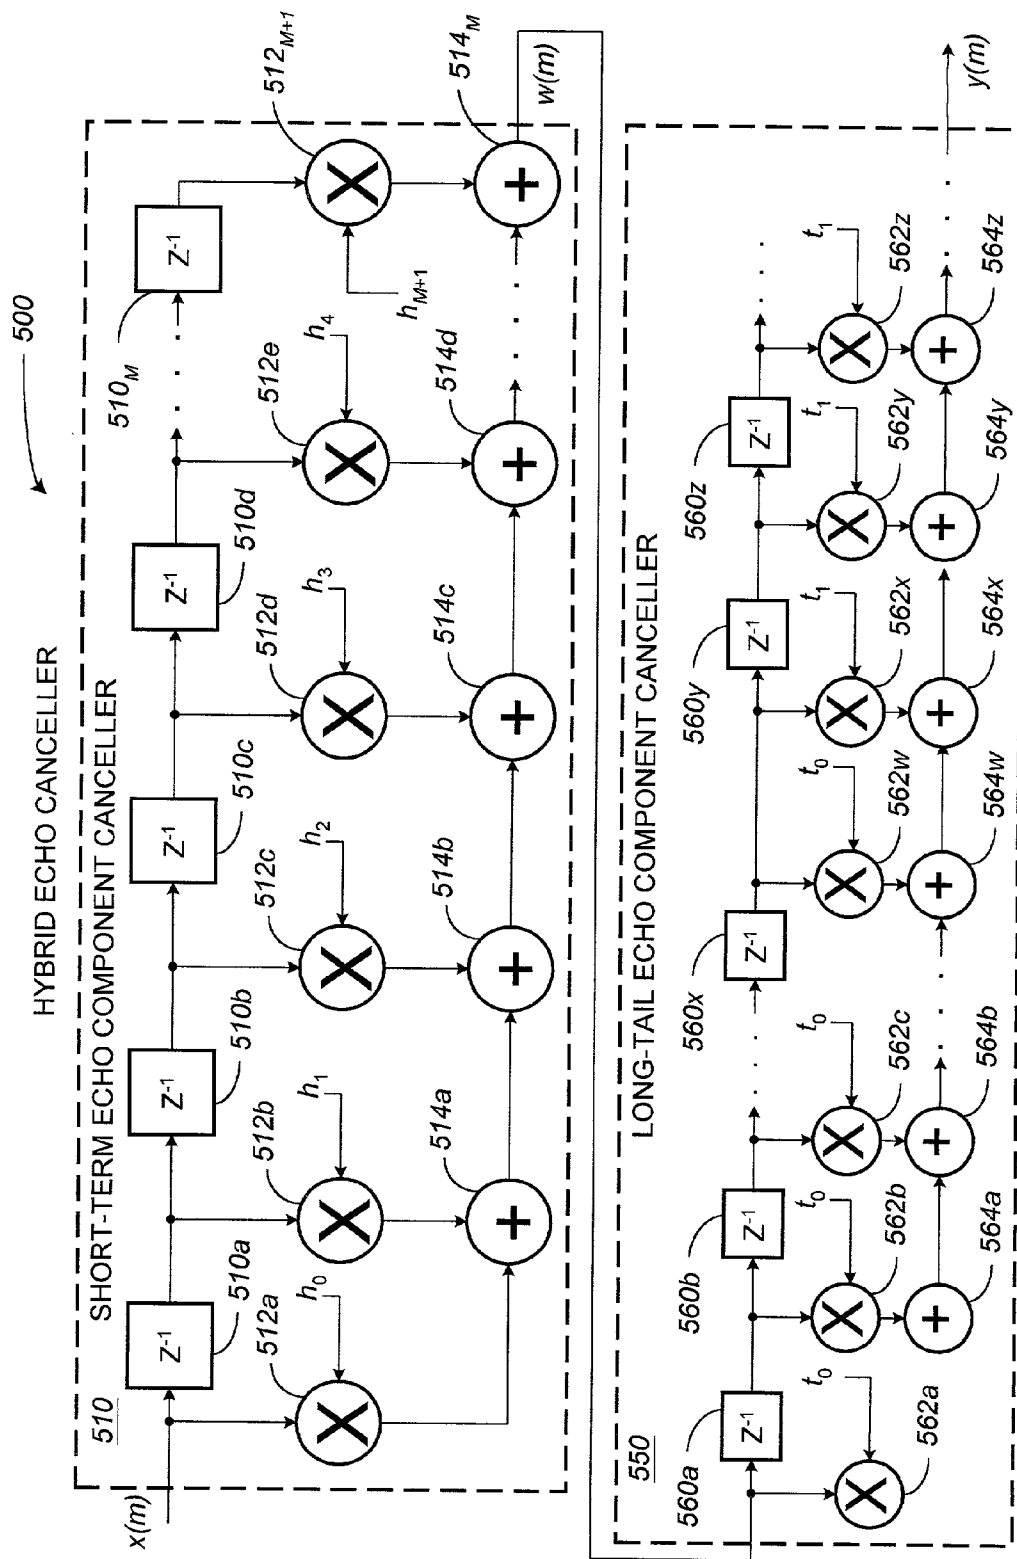 HYBRID ECHO CANCELLER
500
SHORT-TERM ECHO COMPONENT CANCELLER
510
x(m)
Z-1
Z-1
Z-1
Z-1
Z-1
510a
510b
510c
510d
510M
512a
512b
512c
512d
512e
512M+1
h0
h1
h2
h3
h4
hM+1
X
X
X
X
X
X
514a
514b
514c
514d
514M
+
+
+
+
+
w(m)
LONG-TAIL ECHO COMPONENT CANCELLER
550
560a
560b
560x
560y
560z
Z-1
Z-1
Z-1
Z-1
Z-1
t0
t0
t0
t0
t1
t1
t1
X
X
X
X
X
X
X
562a
562b
562c
562w
562x
562y
562z
+
+
+
+
+
+
564a
564b
564w
564x
564y
564z
y(m)